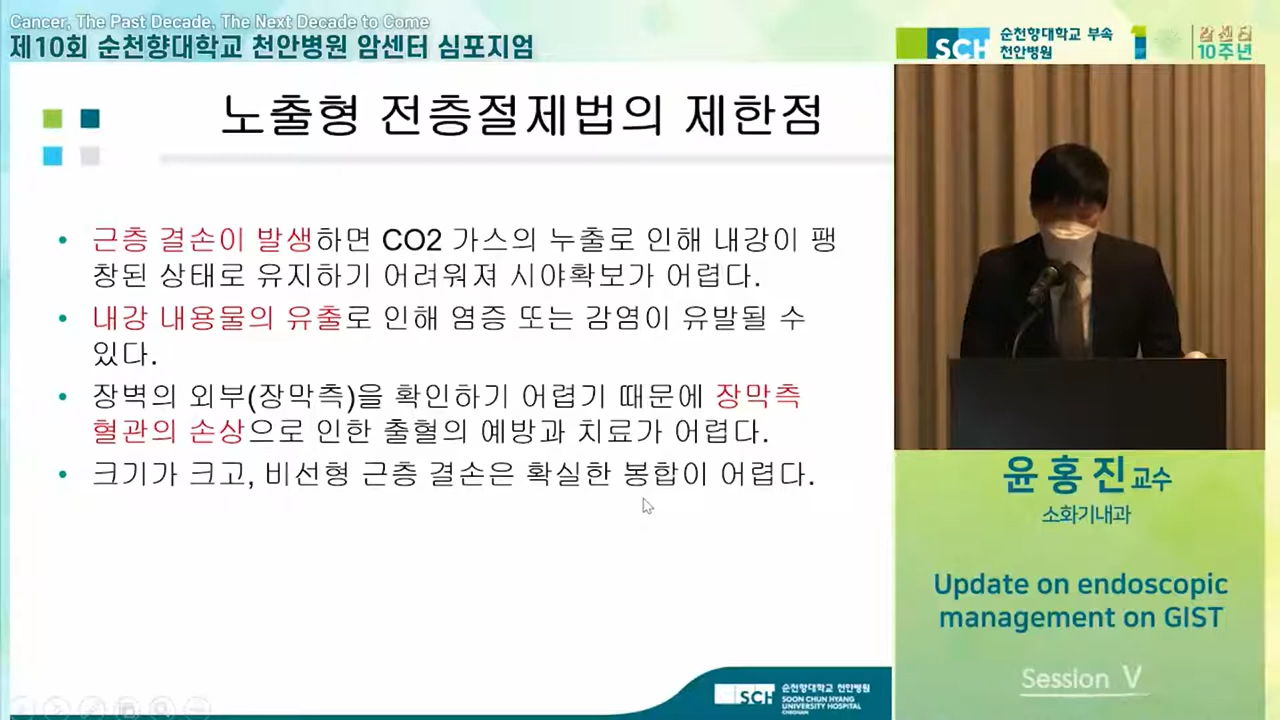 Cancer, The Past Decade, The Next Decade to Come
제10회 순천향대학교 천안병원 암센터 심포지엄
SCH 순천향대학교 부속
천안병원
암센터
10주년
노출형 전층절제법의 제한점
• 근층 결손이 발생하면 CO2 가스의 누출로 인해 내강이 팽
창된 상태로 유지하기 어려워져 시야확보가 어렵다.
• 내강 내용물의 유출로 인해 염증 또는 감염이 유발될 수
있다.
• 장벽의 외부(장막측)을 확인하기 어렵기 때문에 장막측
혈관의 손상으로 인한 출혈의 예방과 치료가 어렵다.
• 크기가 크고, 비선형 근층 결손은 확실한 봉합이 어렵다.
SCH 순천향대학교 천안병원
SOON CHUN HYANG
UNIVERSITY HOSPITAL
CHEONAN
윤홍진교수
소화기내과
Update on endoscopic
management on GIST
Session V